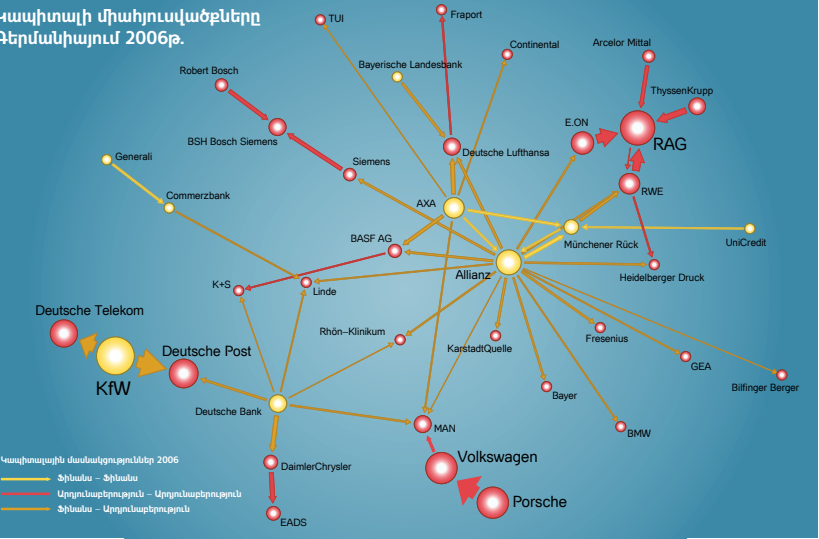 Կապիտալի միահյուսվածքները
Գերմանիայում 2006թ.
TUI
Fraport
Continental
Arcelor Mittal
Bayerische Landesbank
Robert Bosch
ThyssenKrupp
E.ON
RAG
BSH Bosch Siemens
Deutsche Lufthansa
Generali
Siemens
RWE
Commerzbank
AXA
BASF AG
Münchener Rück
UniCredit
Allianz
Heidelberger Druck
K+S
Linde
Deutsche Telekom
Rhön–Klinikum
KarstadtQuelle
Fresenius
Deutsche Post
KfW
GEA
Bilfinger Berger
Deutsche Bank
Bayer
MAN
BMW
Volkswagen
DaimlerChrysler
Porsche
EADS
Կապիտալային մասնակցություններ 2006
Ֆինանս – Ֆինանս
Արդյունաբերություն – Արդյունաբերություն
Ֆինանս – Արդյունաբերություն